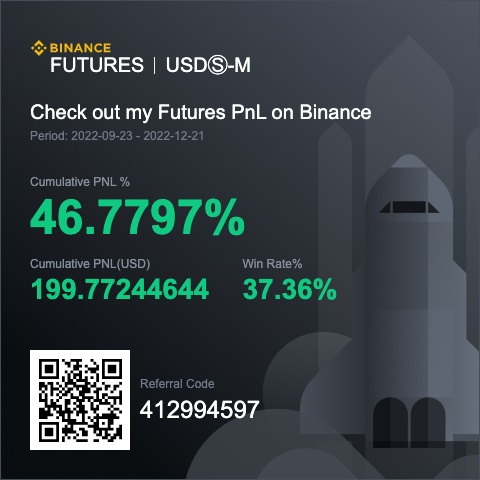 BINANCE
FUTURES | USDⓈ-M
Check out my Futures PnL on Binance
Period: 2022-09-23 - 2022-12-21
Cumulative PNL %
46.7797%
Cumulative PNL(USD) Win Rate%
199.77244644 37.36%
Referral Code
412994597